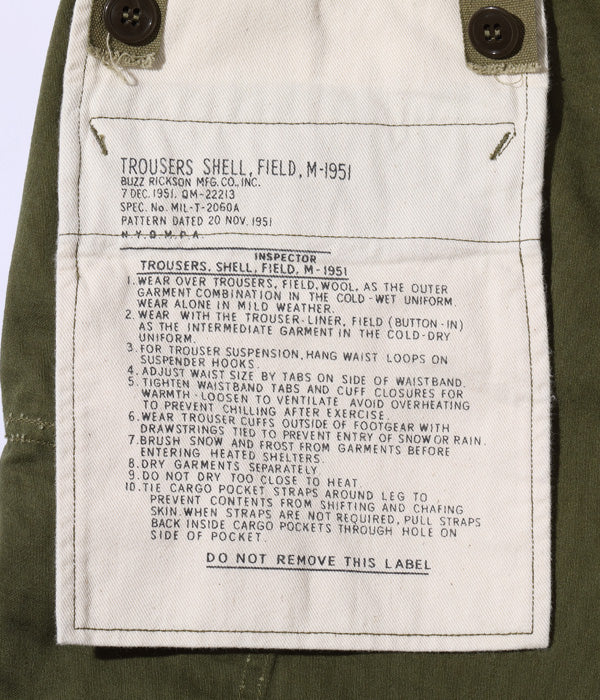 TROUSERS SHELL, FIELD, M-1951
BUZZ RICKSON MFG. CO., INC.
7 DEC. 1951. QM-22213
SPEC. No. MIL-T-2060A
PATTERN DATED 20 NOV. 1951
N.Y.Q.M.P.A.
INSPECTOR
TROUSERS, SHELL, FIELD, M-1951
1. WEAR OVER TROUSERS, FIELD, WOOL, AS THE OUTER
GARMENT COMBINATION IN THE COLD-WET UNIFORM.
WEAR ALONE IN MILD WEATHER.
2. WEAR WITH THE TROUSER-LINER, FIELD (BUTTON-IN)
AS THE INTERMEDIATE GARMENT IN THE COLD-DRY
UNIFORM.
3. FOR TROUSER SUSPENSION, HANG WAIST LOOPS ON
SUSPENDER HOOKS.
4. ADJUST WAIST SIZE BY TABS ON SIDE OF WAISTBAND.
5. TIGHTEN WAISTBAND TABS AND CUFF CLOSURES FOR
WARMTH-LOOSEN TO VENTILATE AVOID OVERHEATING
TO PREVENT CHILLING AFTER EXERCISE.
6. WEAR TROUSER CUFFS OUTSIDE OF FOOTGEAR WITH
DRAWSTRINGS TIED TO PREVENT ENTRY OF SNOW OR RAIN.
7. BRUSH SNOW AND FROST FROM GARMENTS BEFORE
ENTERING HEATED SHELTERS.
8. DRY GARMENTS SEPARATELY
9. DO NOT DRY TOO CLOSE TO HEAT.
10. TIE CARGO POCKET STRAPS AROUND LEG TO
PREVENT CONTENTS FROM SHIFTING AND CHAFING
SKIN. WHEN STRAPS ARE NOT REQUIRED, PULL STRAPS
BACK INSIDE CARGO POCKETS THROUGH HOLE ON
SIDE OF POCKET.
DO NOT REMOVE THIS LABEL